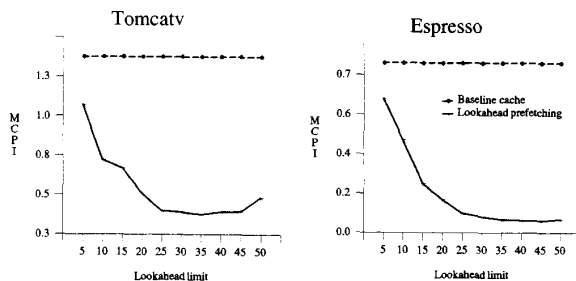 Tomcatv
1.3
1.0
0.8
0.5
0.3
M
C
P
I
5 10 15 20 25 30 35 40 45 50
Lookahead limit
Espresso
0.7
0.6
0.4
0.2
0.0
M
C
P
I
Baseline cache
Lookahead prefetching
5 10 15 20 25 30 35 40 45 50
Lookahead limit